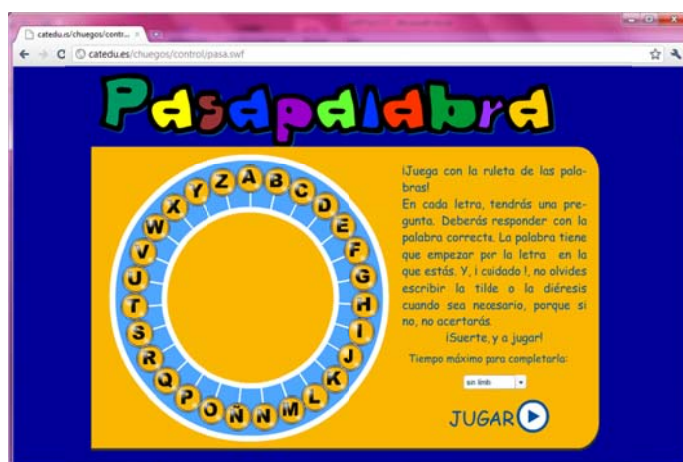 catedu.es/chuegos/contr...
catedu.es/chuegos/control/pasa.swf
Pasapalabra
A B C D E F G H I J K L M N Ñ O P Q R S T U V W X Y Z
¡Juega con la ruleta de las pala-
bras!
En cada letra, tendrás una pre-
gunta. Deberás responder con la
palabra correcta. La palabra tiene
que empezar por la letra en la
que estás. Y, ¡ cuidado !, no olvides
escribir la tilde o la diéresis
cuando sea necesario, porque si
no, no acertarás.
¡Suerte, y a jugar!
Tiempo máximo para completarla:
sin límite
JUGAR